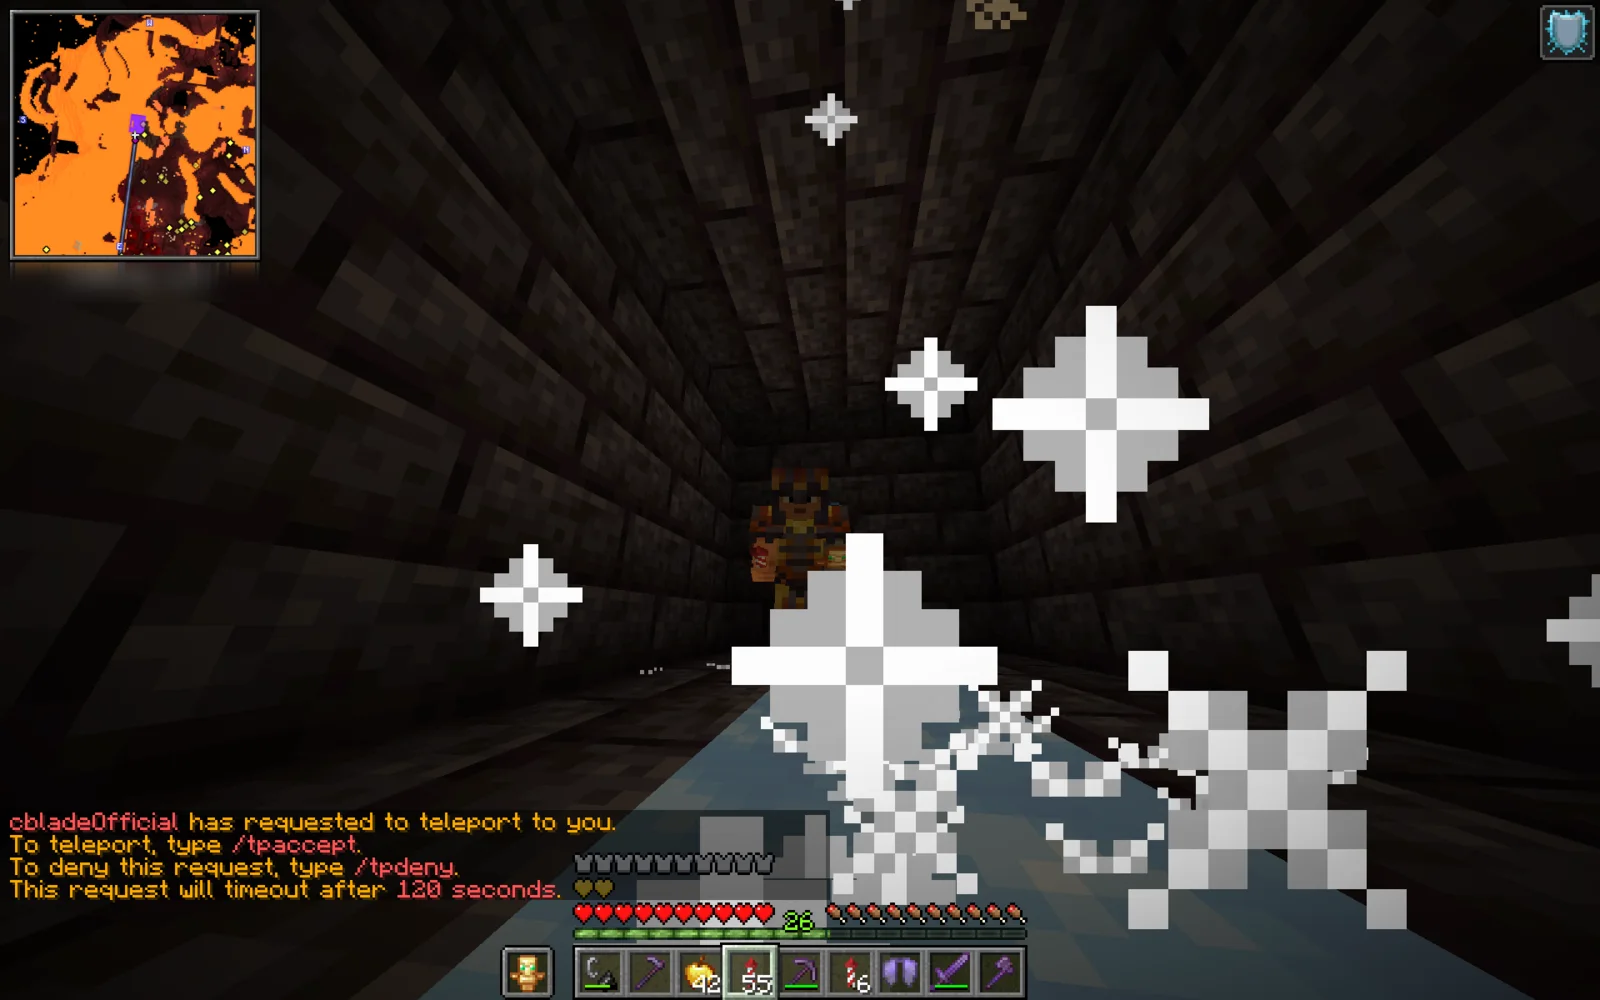 cbladeOfficial has requested to teleport to you.
To teleport, type /tpaccept.
To deny this request, type /tpdeny.
This request will timeout after 120 seconds.
26
42
55
6